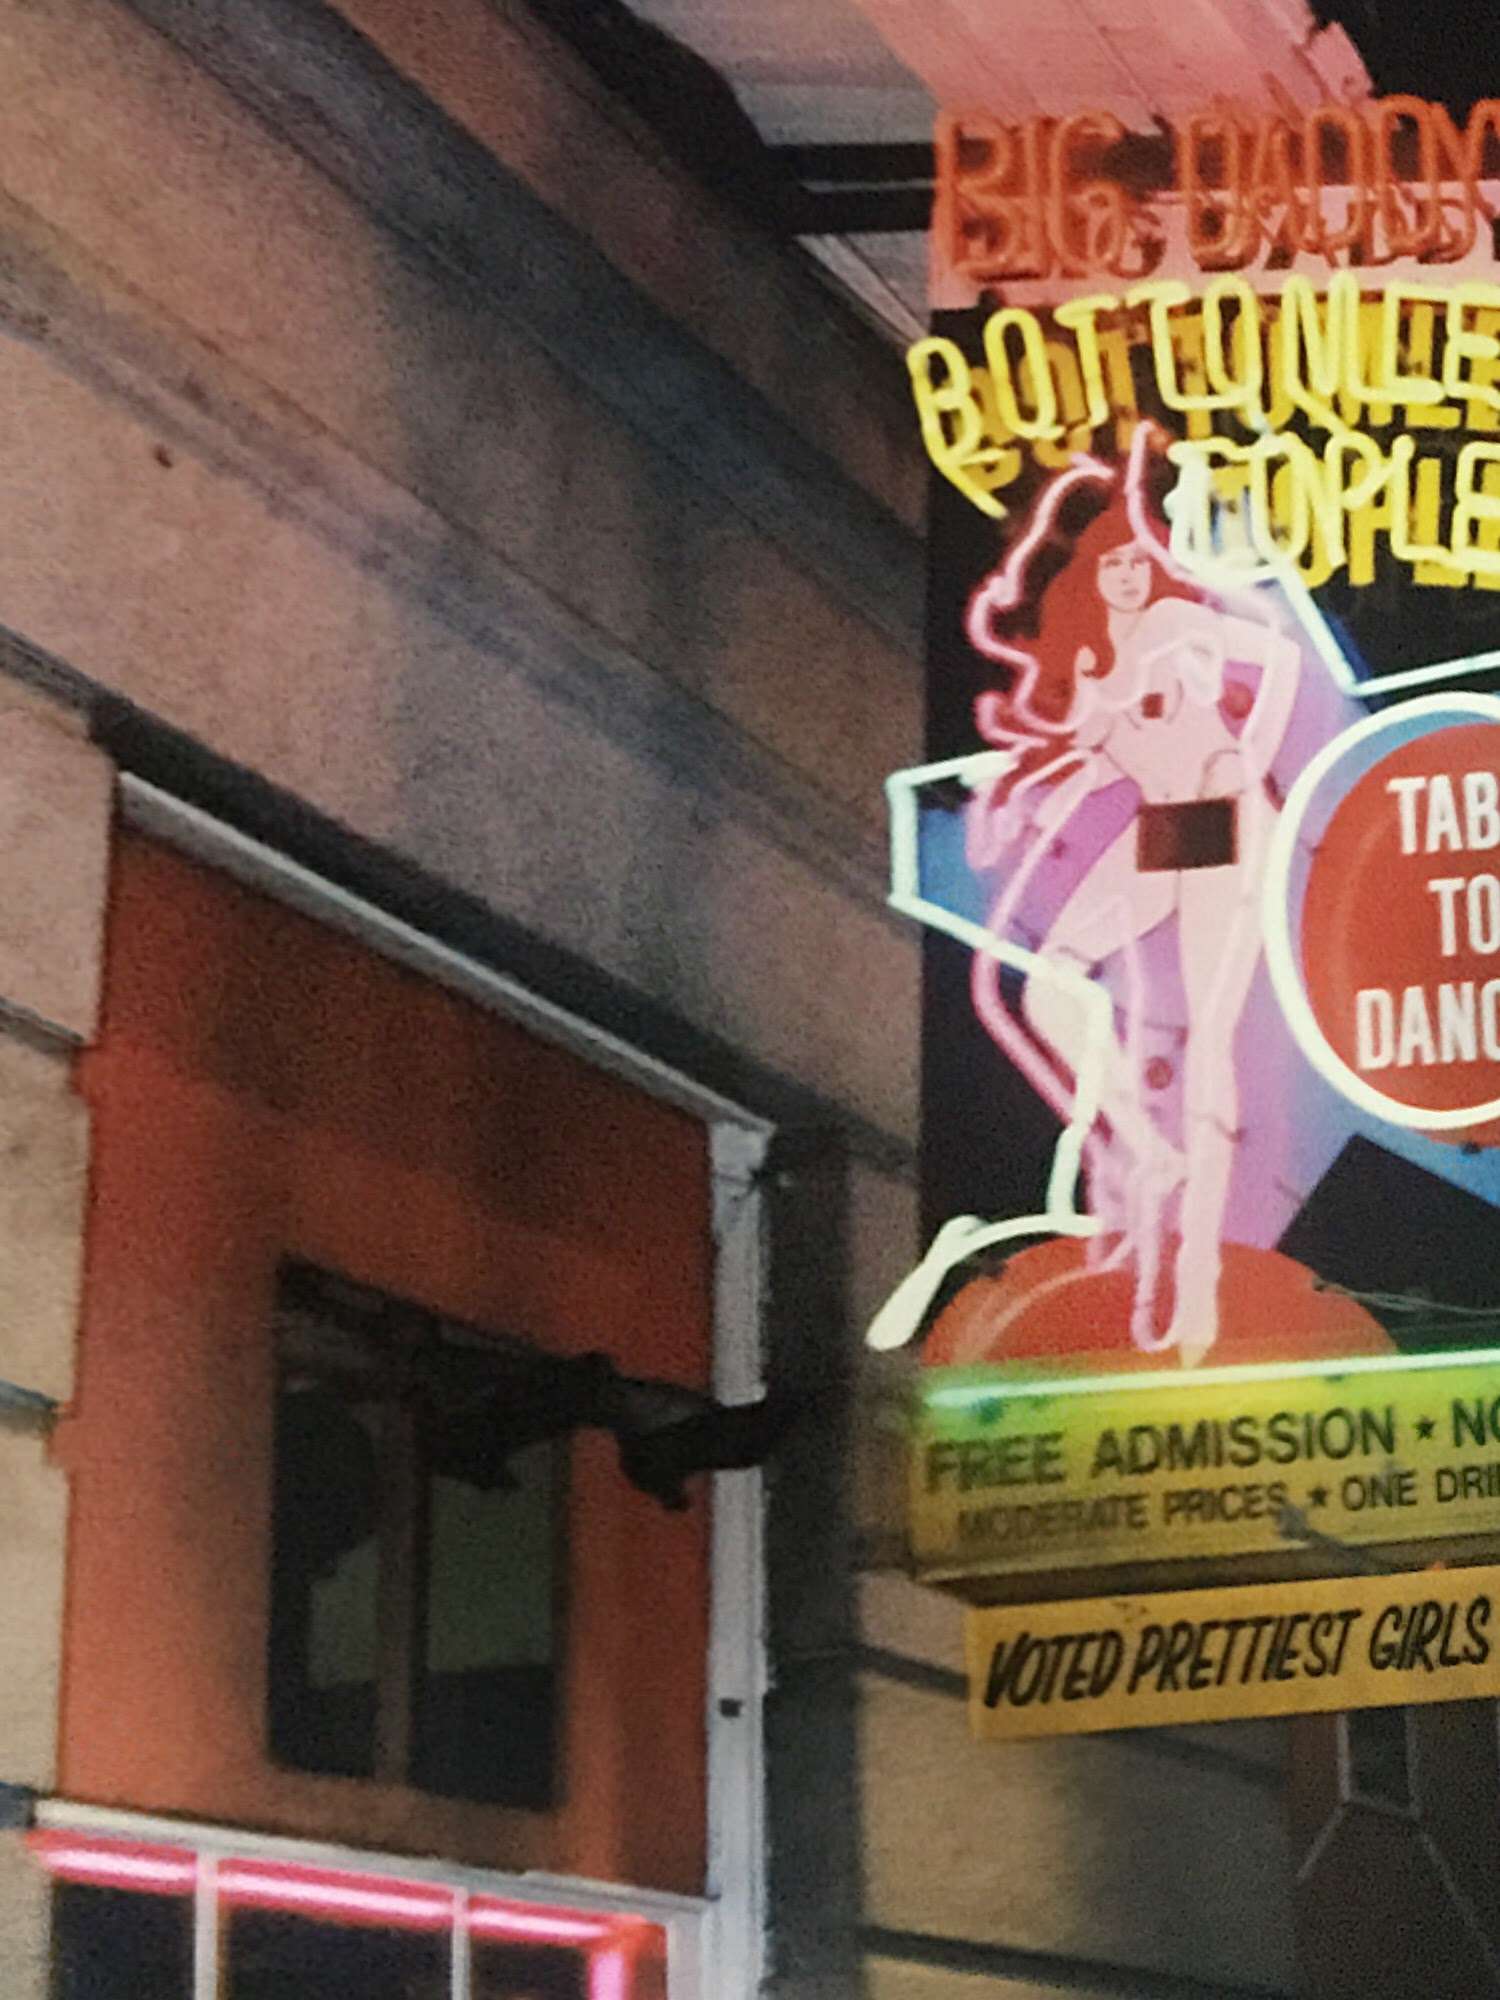 BIG DADDY
BOTTOMLE
TOPLE
TAB
TO
DANC
FREE ADMISSION ★ NO
MODERATE PRICES ★ ONE DRI
VOTED PRETTIEST GIRLS